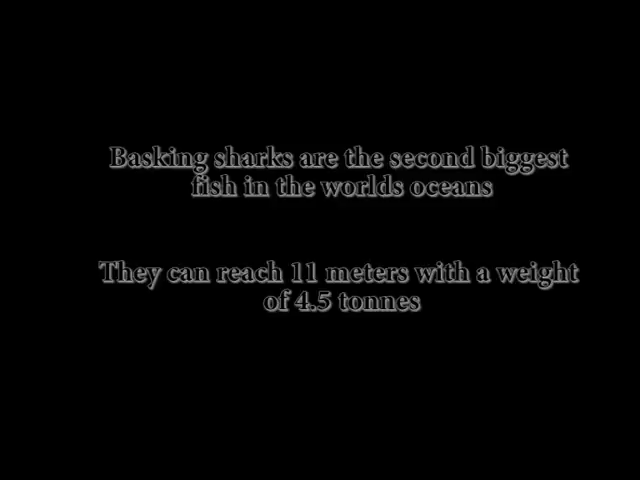 Basking sharks are the second biggest
fish in the worlds oceans
They can reach 11 meters with a weight
of 4.5 tonnes